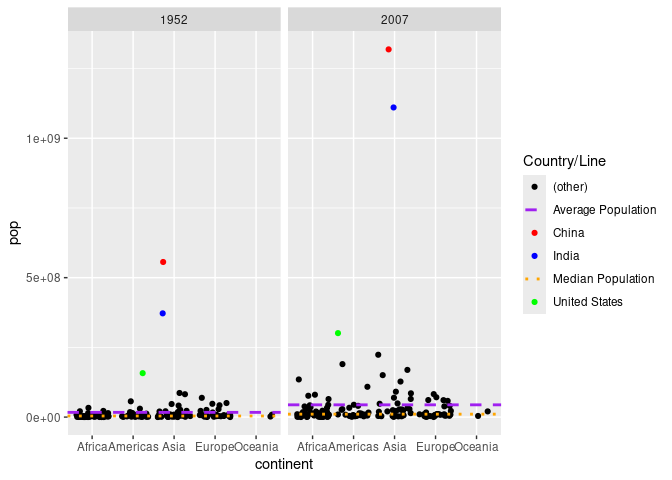 1952
2007
1e+09
5e+08
0e+00
pop
Africa Americas Asia Europe Oceania
Africa Americas Asia Europe Oceania
continent
Country/Line
(other)
Average Population
China
India
Median Population
United States